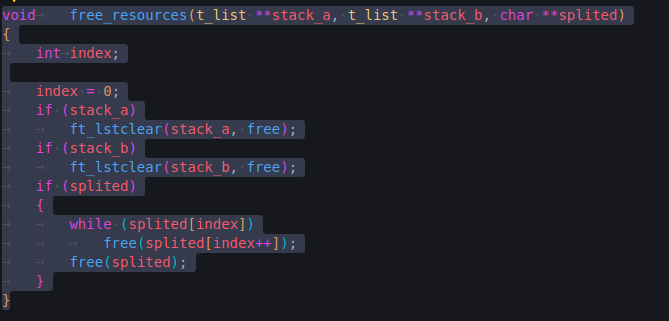 void	free_resources(t_list **stack_a, t_list **stack_b, char **splited)
{
	int	index;

	index = 0;
	if (stack_a)
		ft_lstclear(stack_a, free);
	if (stack_b)
		ft_lstclear(stack_b, free);
	if (splited)
	{
		while (splited[index])
			free(splited[index++]);
		free(splited);
	}
}